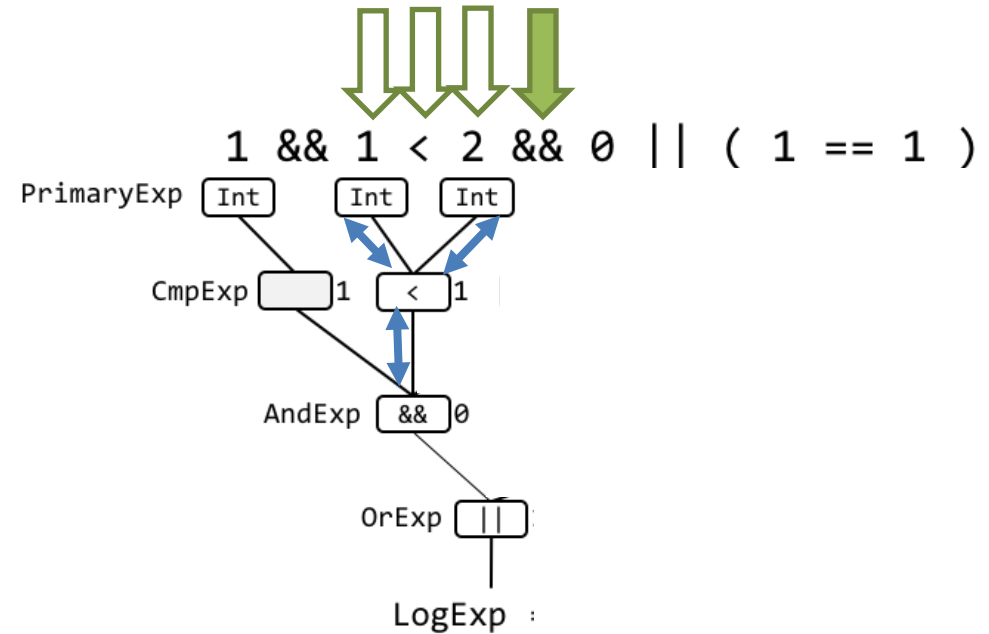 1 && 1 < 2 && 0 || ( 1 == 1 )
PrimaryExp Int Int Int
CmpExp 1 < 1
AndExp && 0
OrExp ||
LogExp